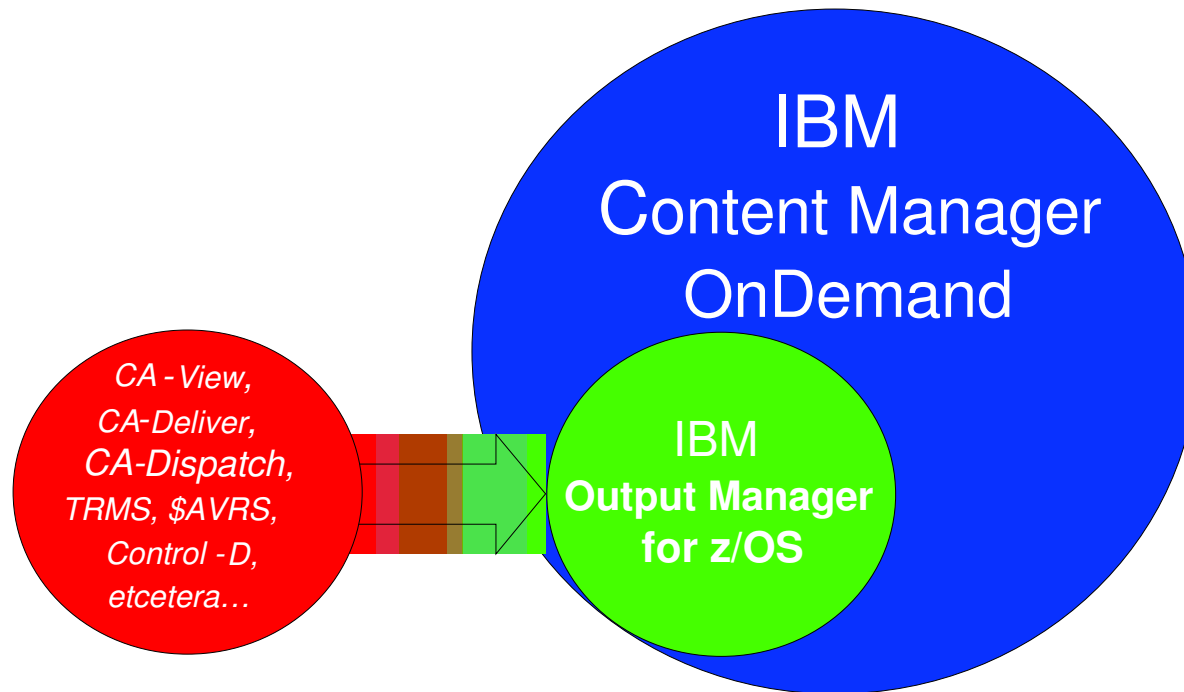 IBM
Content Manager
OnDemand
CA - View,
CA-Deliver,
CA-Dispatch,
TRMS, $AVRS,
Control - D,
etcetera…
IBM
Output Manager
for z/OS